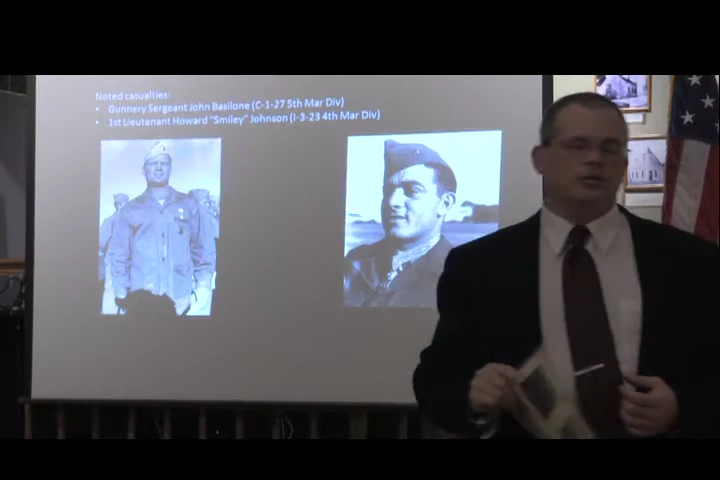 Noted casualties:
• Gunnery Sergeant John Basilone (C-1-27 5th Mar Div)
• 1st Lieutenant Howard "Smiley" Johnson (I-3-23 4th Mar Div)